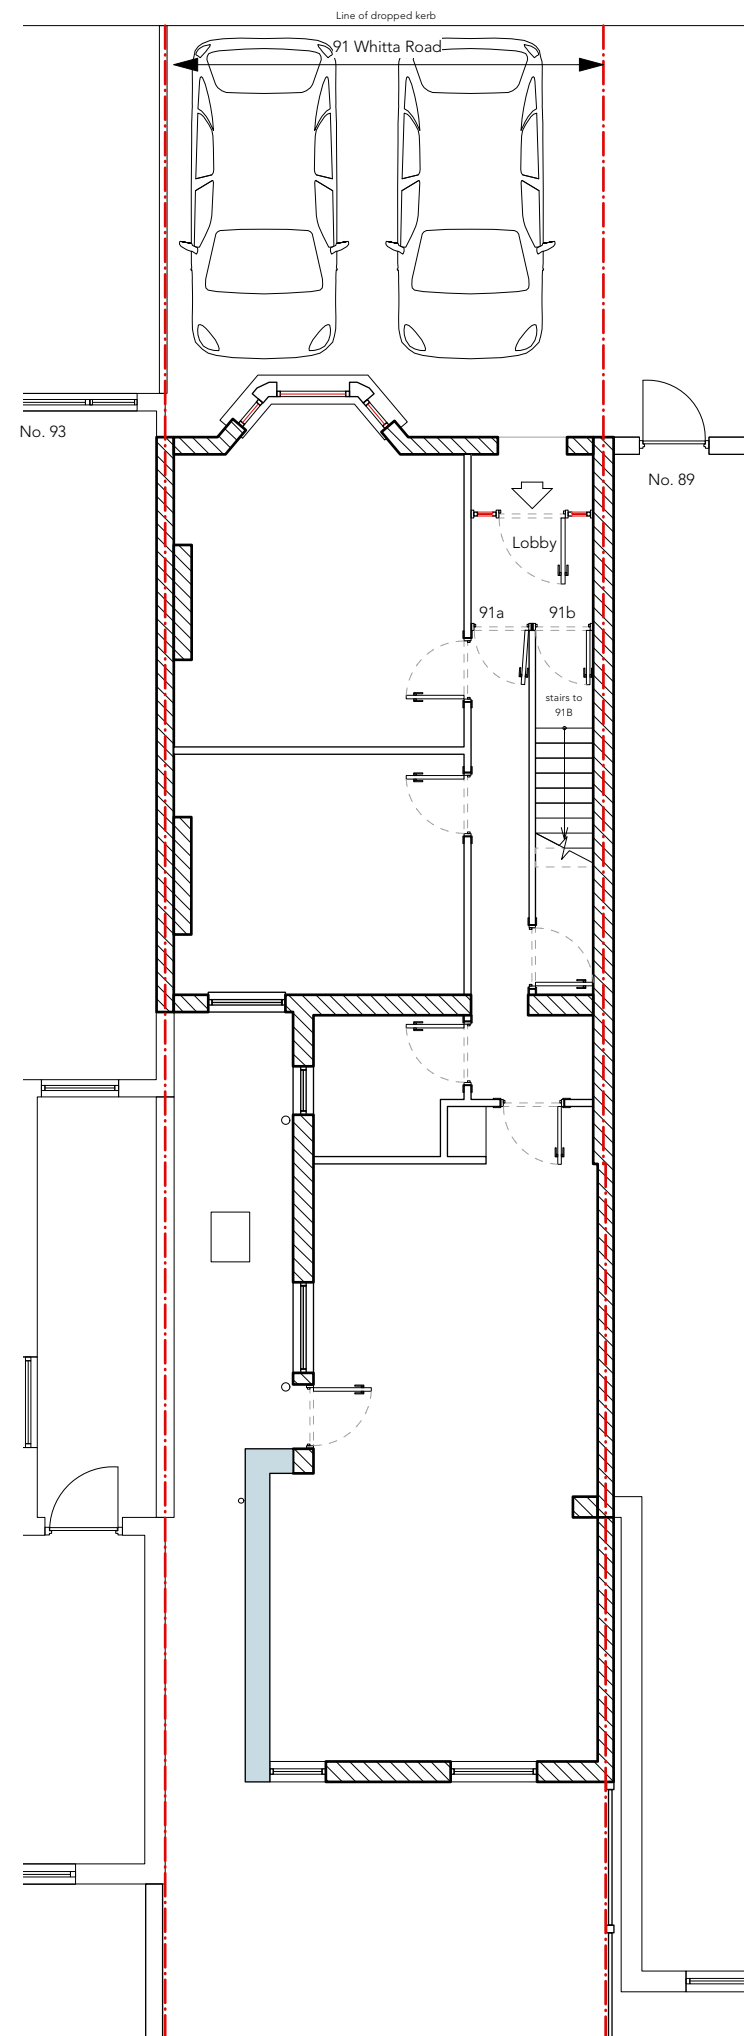 Line of dropped kerb
91 Whitta Road
No. 93
No. 89
Lobby
91a
91b
stairs to
91B